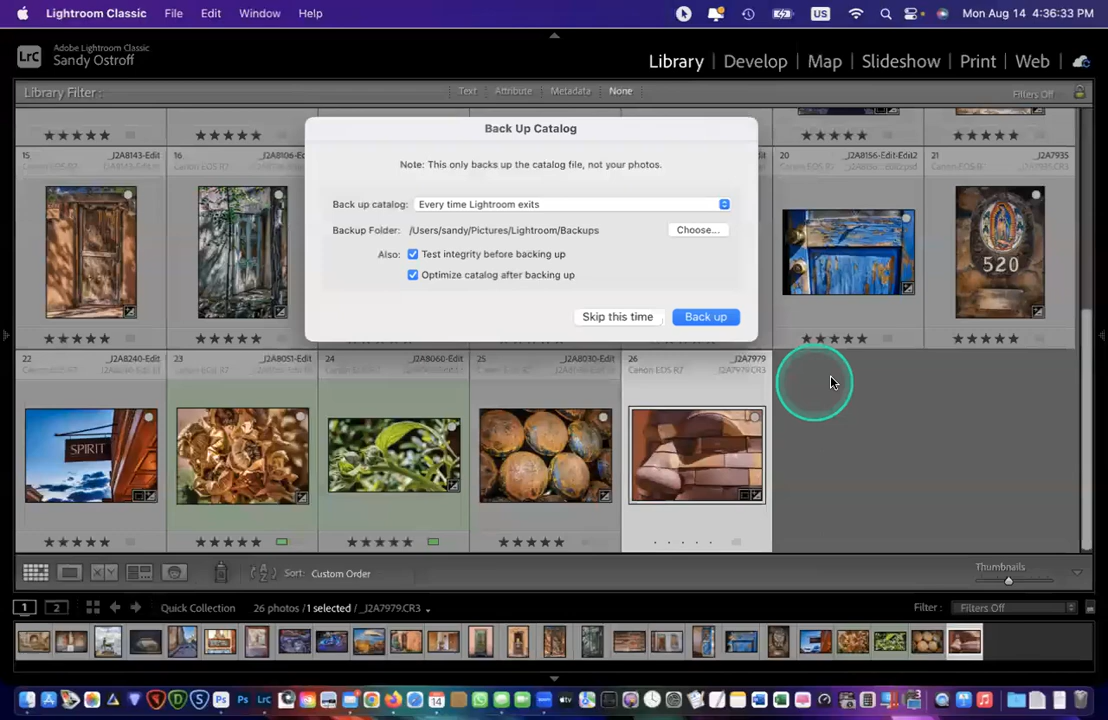 Lightroom Classic File Edit Window Help US Mon Aug 14 4:36:33 PM
Adobe Lightroom Classic
Sandy Ostroff
LrC
Library | Develop | Map | Slideshow | Print | Web
Library Filter : Text Attribute Metadata None Filters Off
Back Up Catalog
Note: This only backs up the catalog file, not your photos.
Back up catalog: Every time Lightroom exits
Backup Folder: /Users/sandy/Pictures/Lightroom/Backups Choose...
Also: Test integrity before backing up
Optimize catalog after backing up
Skip this time Back up
15 _J2A8143-Edit 16 _J2A8106-Ed 20 _J2A8156-Edit-Edit2 21 _J2A7935
520
22 _J2A8240-Edit 23 _J2A8051-Edit 24 _J2A8060-Edit 25 _J2A8030-Edit 26 _J2A7979
Canon EOS R7 J2A7979.CR3
SPIRIT
Sort: Custom Order Thumbnails
1 2 Quick Collection 26 photos / 1 selected / _J2A7979.CR3 Filter : Filters Off